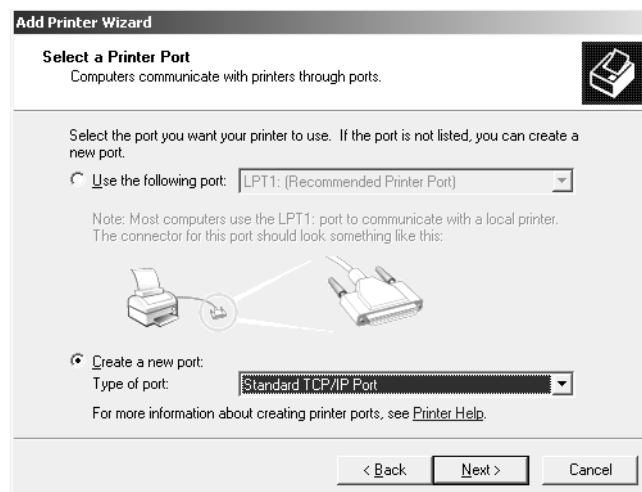 Add Printer Wizard
Select a Printer Port
Computers communicate with printers through ports.
Select the port you want your printer to use. If the port is not listed, you can create a
new port.
Use the following port: LPT1: (Recommended Printer Port)
Note: Most computers use the LPT1: port to communicate with a local printer.
The connector for this port should look something like this:
Create a new port:
Type of port: Standard TCP/IP Port
For more information about creating printer ports, see Printer Help.
< Back Next > Cancel